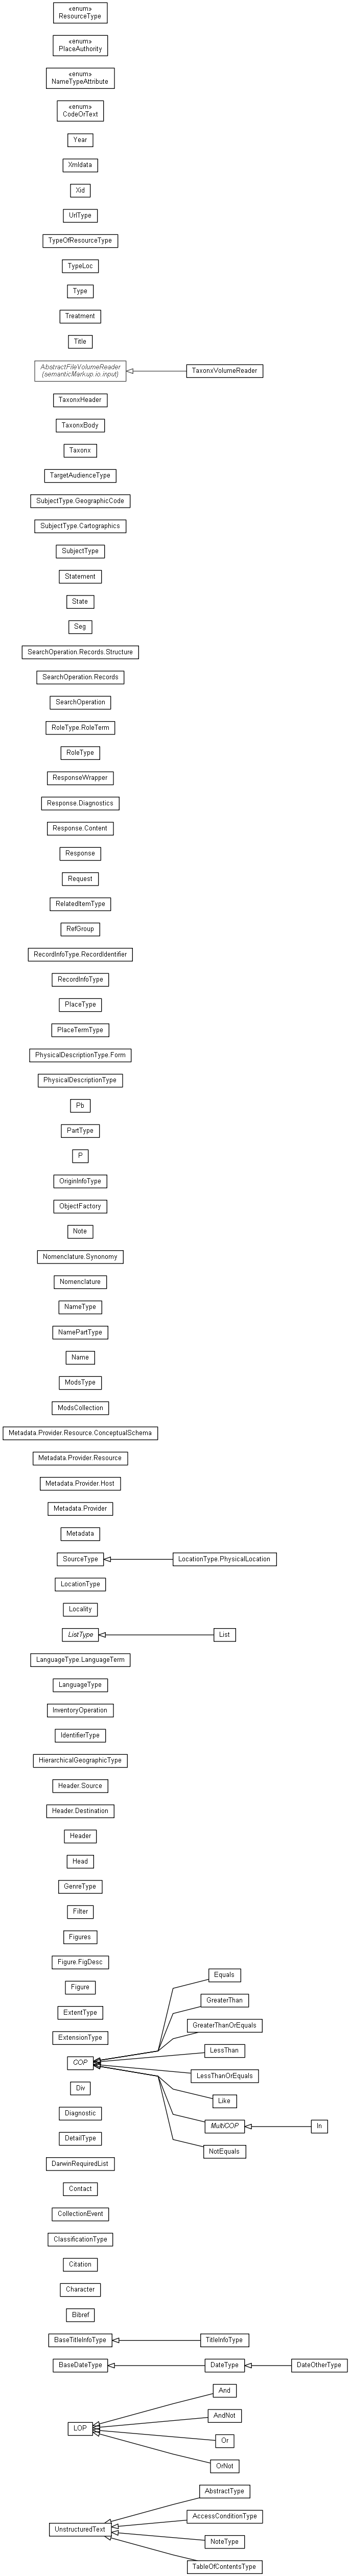 «enum»
ResourceType
«enum»
PlaceAuthority
«enum»
NameTypeAttribute
«enum»
CodeOrText
Year
Xmldata
Xid
UrlType
TypeOfResourceType
TypeLoc
Type
Treatment
Title
AbstractFileVolumeReader
(semanticMarkup.io.input)
TaxonxVolumeReader
TaxonxHeader
TaxonxBody
Taxonx
TargetAudienceType
SubjectType.GeographicCode
SubjectType.Cartographics
SubjectType
Statement
State
Seg
SearchOperation.Records.Structure
SearchOperation.Records
SearchOperation
RoleType.RoleTerm
RoleType
ResponseWrapper
Response.Diagnostics
Response.Content
Response
Request
RelatedItemType
RefGroup
RecordInfoType.RecordIdentifier
RecordInfoType
PlaceType
PlaceTermType
PhysicalDescriptionType.Form
PhysicalDescriptionType
Pb
PartType
P
OriginInfoType
ObjectFactory
Note
Nomenclature.Synonomy
Nomenclature
NameType
NamePartType
Name
ModsType
ModsCollection
Metadata.Provider.Resource.ConceptualSchema
Metadata.Provider.Resource
Metadata.Provider.Host
Metadata.Provider
Metadata
SourceType
LocationType.PhysicalLocation
LocationType
Locality
ListType
List
LanguageType.LanguageTerm
LanguageType
InventoryOperation
IdentifierType
HierarchicalGeographicType
Header.Source
Header.Destination
Header
Head
GenreType
Filter
Figures
Figure.FigDesc
Figure
ExtentType
ExtensionType
COP
Equals
GreaterThan
GreaterThanOrEquals
LessThan
LessThanOrEquals
Like
MultiCOP
In
NotEquals
Div
Diagnostic
DetailType
DarwinRequiredList
Contact
CollectionEvent
ClassificationType
Citation
Character
Bibref
BaseTitleInfoType
TitleInfoType
BaseDateType
DateType
DateOtherType
LOP
And
AndNot
Or
OrNot
UnstructuredText
AbstractType
AccessConditionType
NoteType
TableOfContentsType